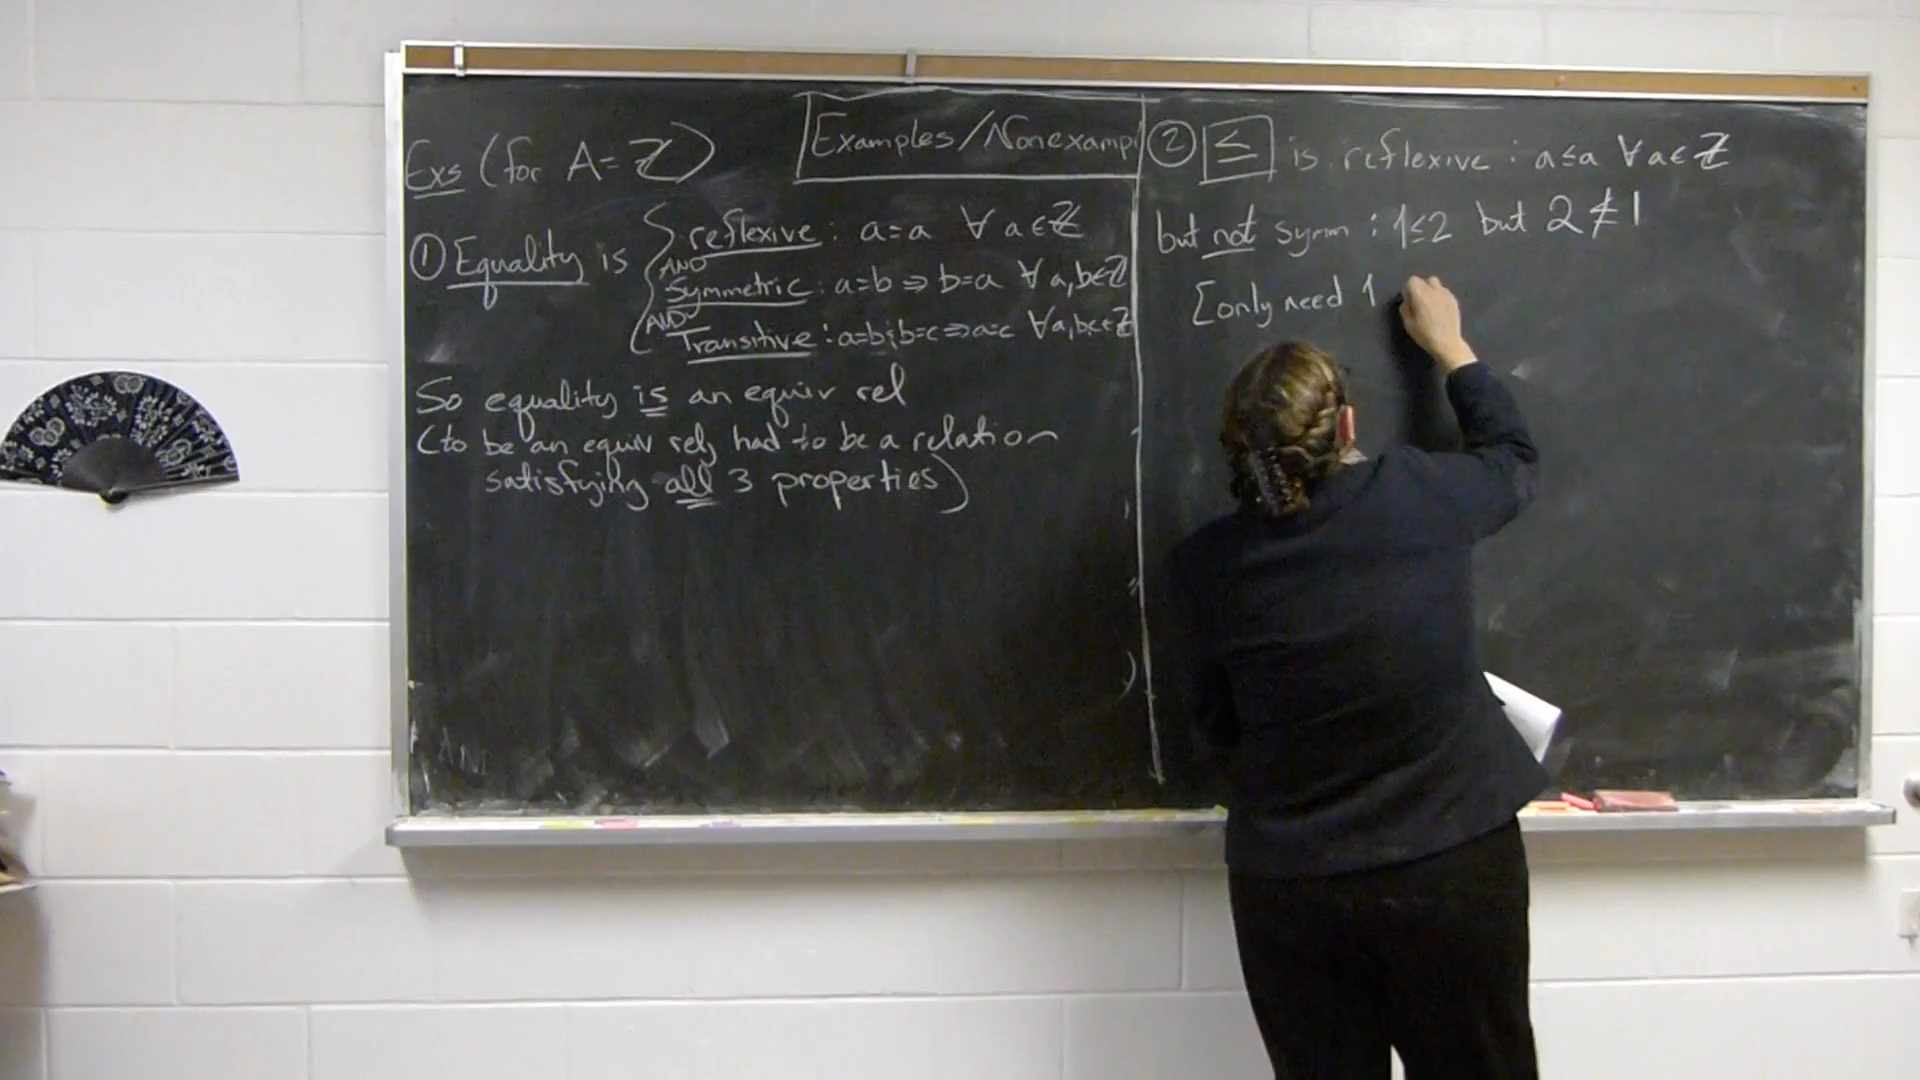 Examples/Nonexamp
Exs (for A=ℤ)
① Equality is
reflexive: a=a ∀ a∈ℤ
AND
Symmetric: a=b ⇒ b=a ∀ a,b∈ℤ
AND
Transitive: a=b; b=c ⇒ a=c ∀a,b,c∈ℤ
So equality is an equiv rel
(to be an equiv rel, had to be a relation
satisfying all 3 properties)
② ≤ is reflexive: a≤a ∀a∈ℤ
but not symm: 1≤2 but 2≰1
[only need 1